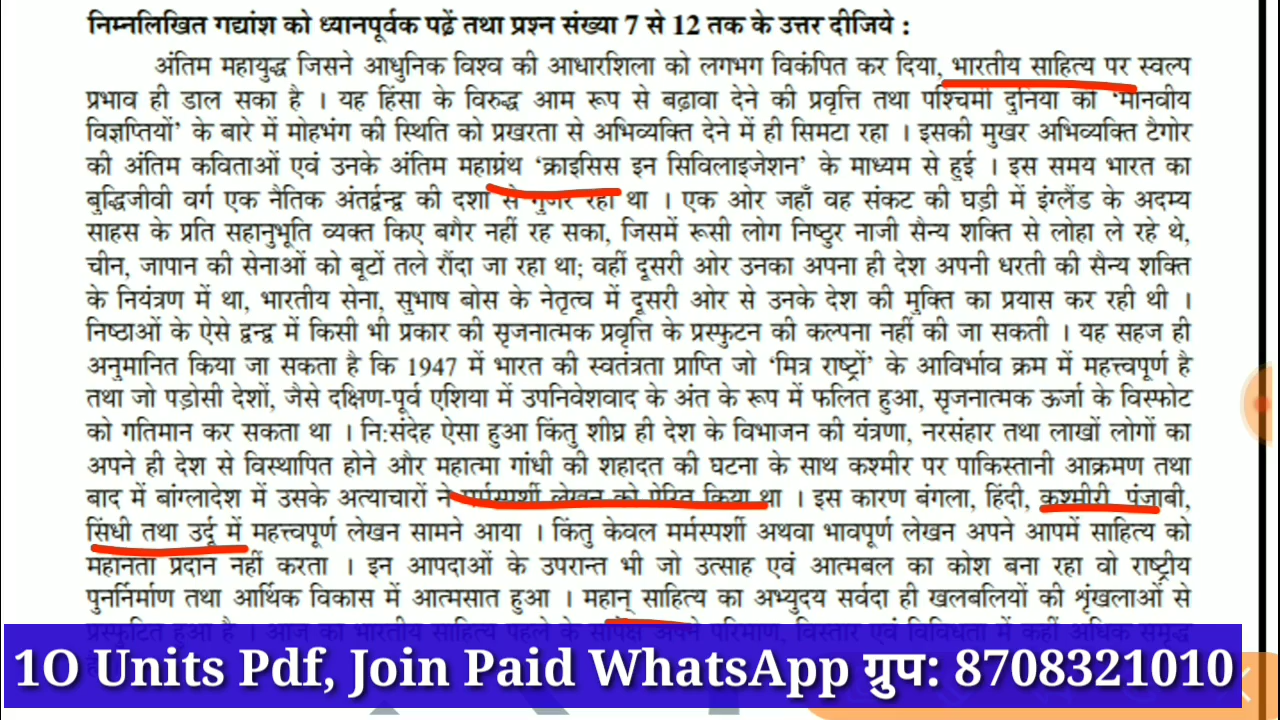 निम्नलिखित गद्यांश को ध्यानपूर्वक पढ़ें तथा प्रश्न संख्या 7 से 12 तक के उत्तर दीजिये :
अंतिम महायुद्ध जिसने आधुनिक विश्व की आधारशिला को लगभग विकंपित कर दिया, भारतीय साहित्य पर स्वल्प
प्रभाव ही डाल सका है । यह हिंसा के विरुद्ध आम रूप से बढ़ावा देने की प्रवृत्ति तथा पश्चिमी दुनिया की ‘मानवीय
विज्ञप्तियों’ के बारे में मोहभंग की स्थिति को प्रखरता से अभिव्यक्ति देने में ही सिमटा रहा । इसकी मुखर अभिव्यक्ति टैगोर
की अंतिम कविताओं एवं उनके अंतिम महाग्रंथ ‘क्राइसिस इन सिविलाइजेशन’ के माध्यम से हुई । इस समय भारत का
बुद्धिजीवी वर्ग एक नैतिक अंतर्द्वन्द्व की दशा से गुजर रहा था । एक ओर जहाँ वह संकट की घड़ी में इंग्लैंड के अदम्य
साहस के प्रति सहानुभूति व्यक्त किए बगैर नहीं रह सका, जिसमें रूसी लोग निष्ठुर नाजी सैन्य शक्ति से लोहा ले रहे थे,
चीन, जापान की सेनाओं को बूटों तले रौंदा जा रहा था; वहीं दूसरी ओर उनका अपना ही देश अपनी धरती की सैन्य शक्ति
के नियंत्रण में था, भारतीय सेना, सुभाष बोस के नेतृत्व में दूसरी ओर से उनके देश की मुक्ति का प्रयास कर रही थी ।
निष्ठाओं के ऐसे द्वन्द्व में किसी भी प्रकार की सृजनात्मक प्रवृत्ति के प्रस्फुटन की कल्पना नहीं की जा सकती । यह सहज ही
अनुमानित किया जा सकता है कि 1947 में भारत की स्वतंत्रता प्राप्ति जो ‘मित्र राष्ट्रों’ के आविर्भाव क्रम में महत्त्वपूर्ण है
तथा जो पड़ोसी देशों, जैसे दक्षिण-पूर्व एशिया में उपनिवेशवाद के अंत के रूप में फलित हुआ, सृजनात्मक ऊर्जा के विस्फोट
को गतिमान कर सकता था । नि:संदेह ऐसा हुआ किंतु शीघ्र ही देश के विभाजन की यंत्रणा, नरसंहार तथा लाखों लोगों का
अपने ही देश से विस्थापित होने और महात्मा गांधी की शहादत की घटना के साथ कश्मीर पर पाकिस्तानी आक्रमण तथा
बाद में बांग्लादेश में उसके अत्याचारों ने मर्मस्पर्शी लेखन को प्रेरित किया था । इस कारण बंगला, हिंदी, कश्मीरी, पंजाबी,
सिंधी तथा उर्दू में महत्त्वपूर्ण लेखन सामने आया । किंतु केवल मर्मस्पर्शी अथवा भावपूर्ण लेखन अपने आपमें साहित्य को
महानता प्रदान नहीं करता । इन आपदाओं के उपरान्त भी जो उत्साह एवं आत्मबल का कोश बना रहा वो राष्ट्रीय
पुनर्निर्माण तथा आर्थिक विकास में आत्मसात हुआ । महान् साहित्य का अभ्युदय सर्वदा ही खलबलियों की शृंखलाओं से
प्रस्फुटित हुआ है । आज का भारतीय साहित्य पहले के सापेक्ष अपने परिमाण, विस्तार एवं विविधता में कहीं अधिक समृद्ध
1O Units Pdf, Join Paid WhatsApp ग्रुप: 8708321010